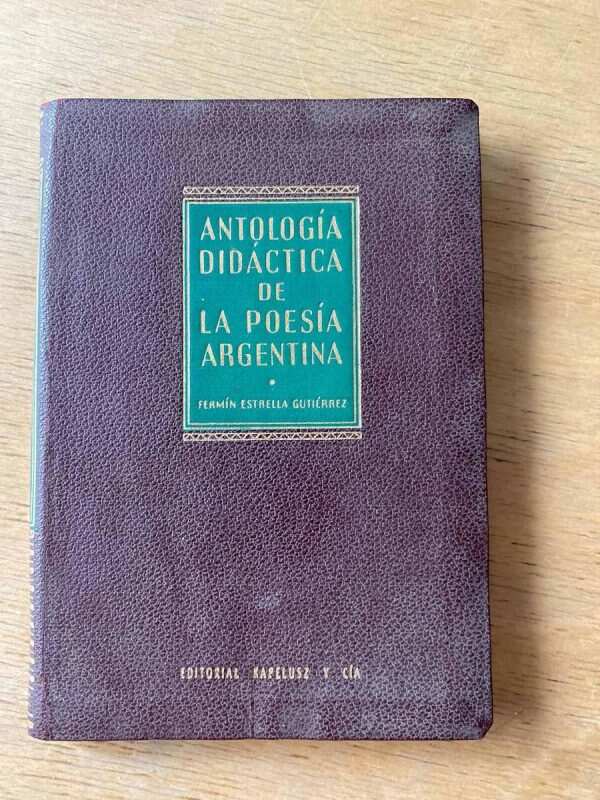 ANTOLOGÍA
DIDÁCTICA
DE
LA POESÍA
ARGENTINA
•
FERMÍN ESTRELLA GUTIÉRREZ
EDITORIAL KAPELUSZ Y CÍA